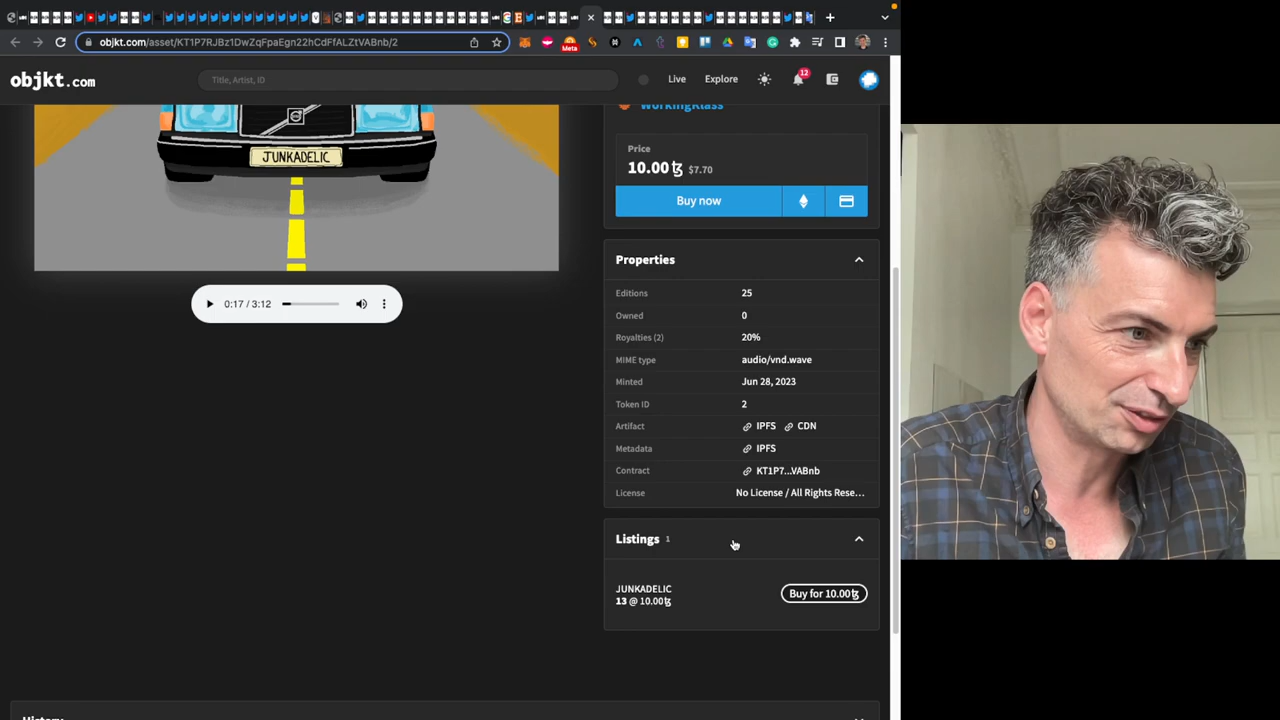 Meta
objkt.com/asset/KT1P7RJBz1DwZqFpaEgn22hCdFfALZtVABnb/2
objkt.com
Title, Artist, ID
Live
Explore
12
WorkingKlass
JUNKADELIC
Price
10.00ꜩ $7.70
Buy now
Properties
Editions 25
Owned 0
Royalties (2) 20%
MIME type audio/vnd.wave
Minted Jun 28, 2023
Token ID 2
Artifact IPFS CDN
Metadata IPFS
Contract KT1P7...VABnb
License No License / All Rights Rese...
0:17 / 3:12
Listings 1
JUNKADELIC
13 @ 10.00ꜩ
Buy for 10.00ꜩ